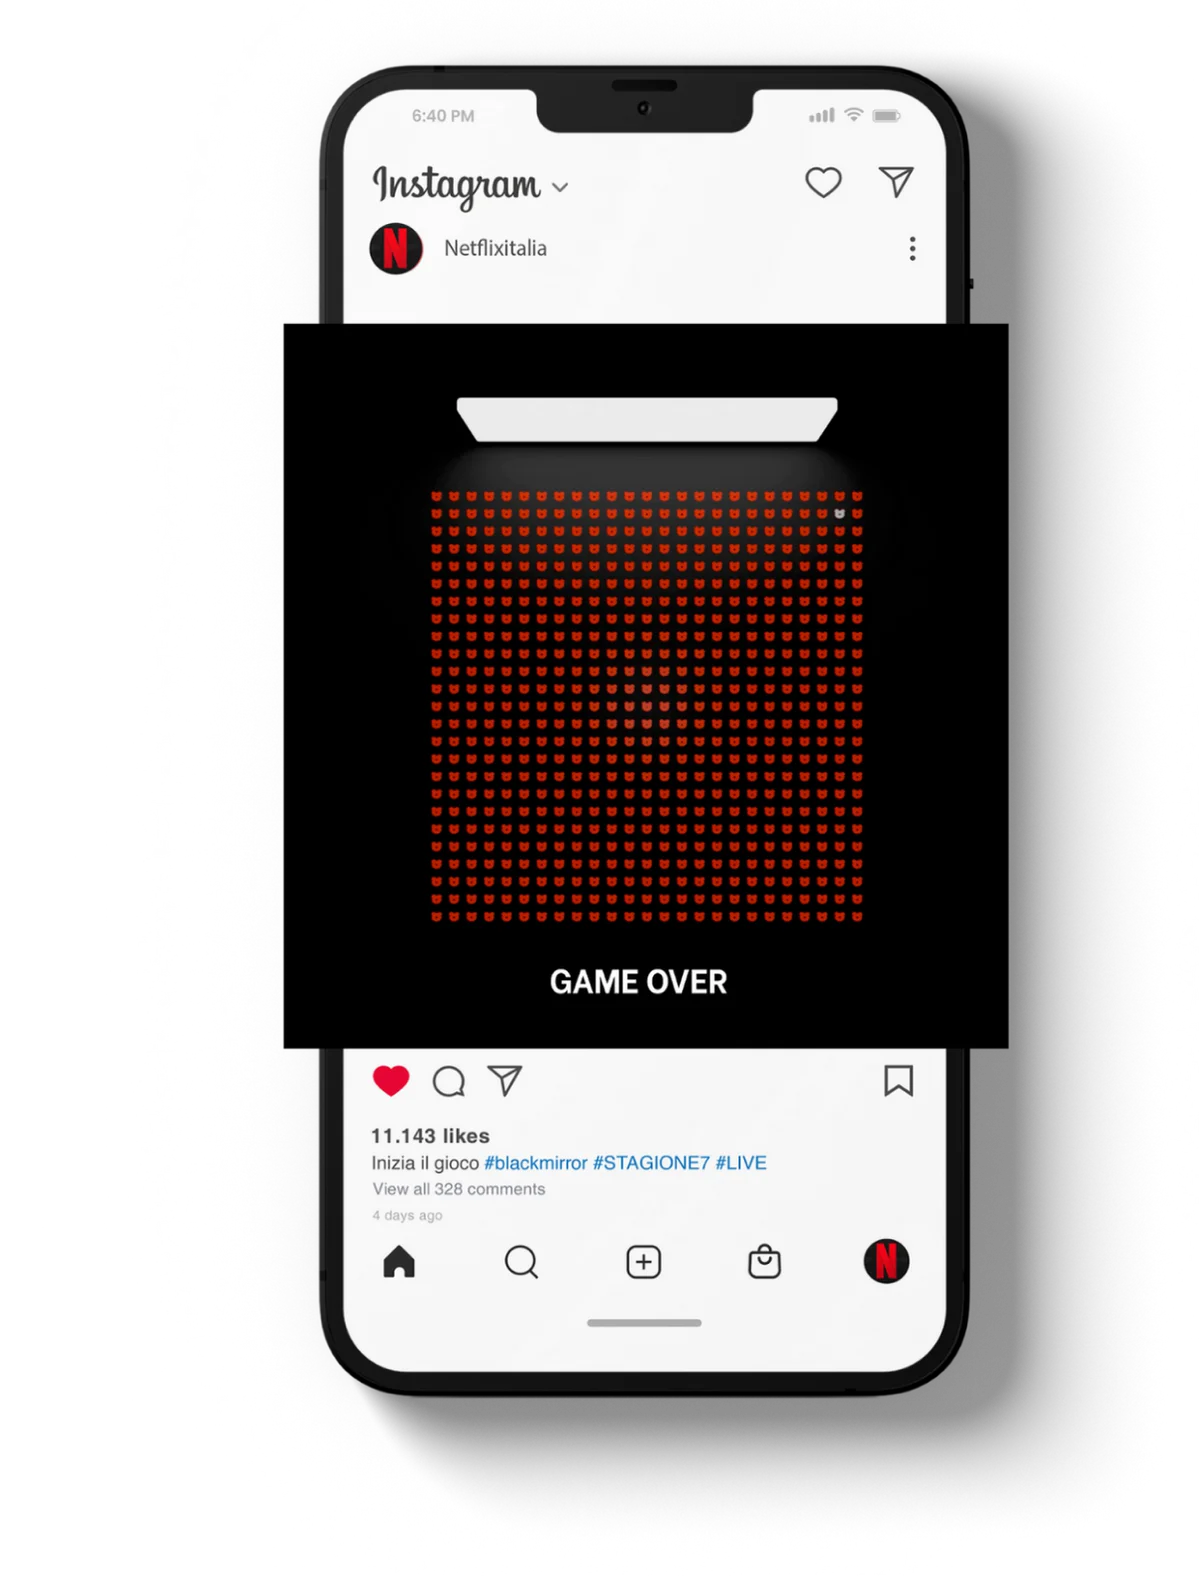 6:40 PM
Instagram
Netflixitalia
GAME OVER
11.143 likes
Inizia il gioco #blackmirror #STAGIONE7 #LIVE
View all 328 comments
4 days ago